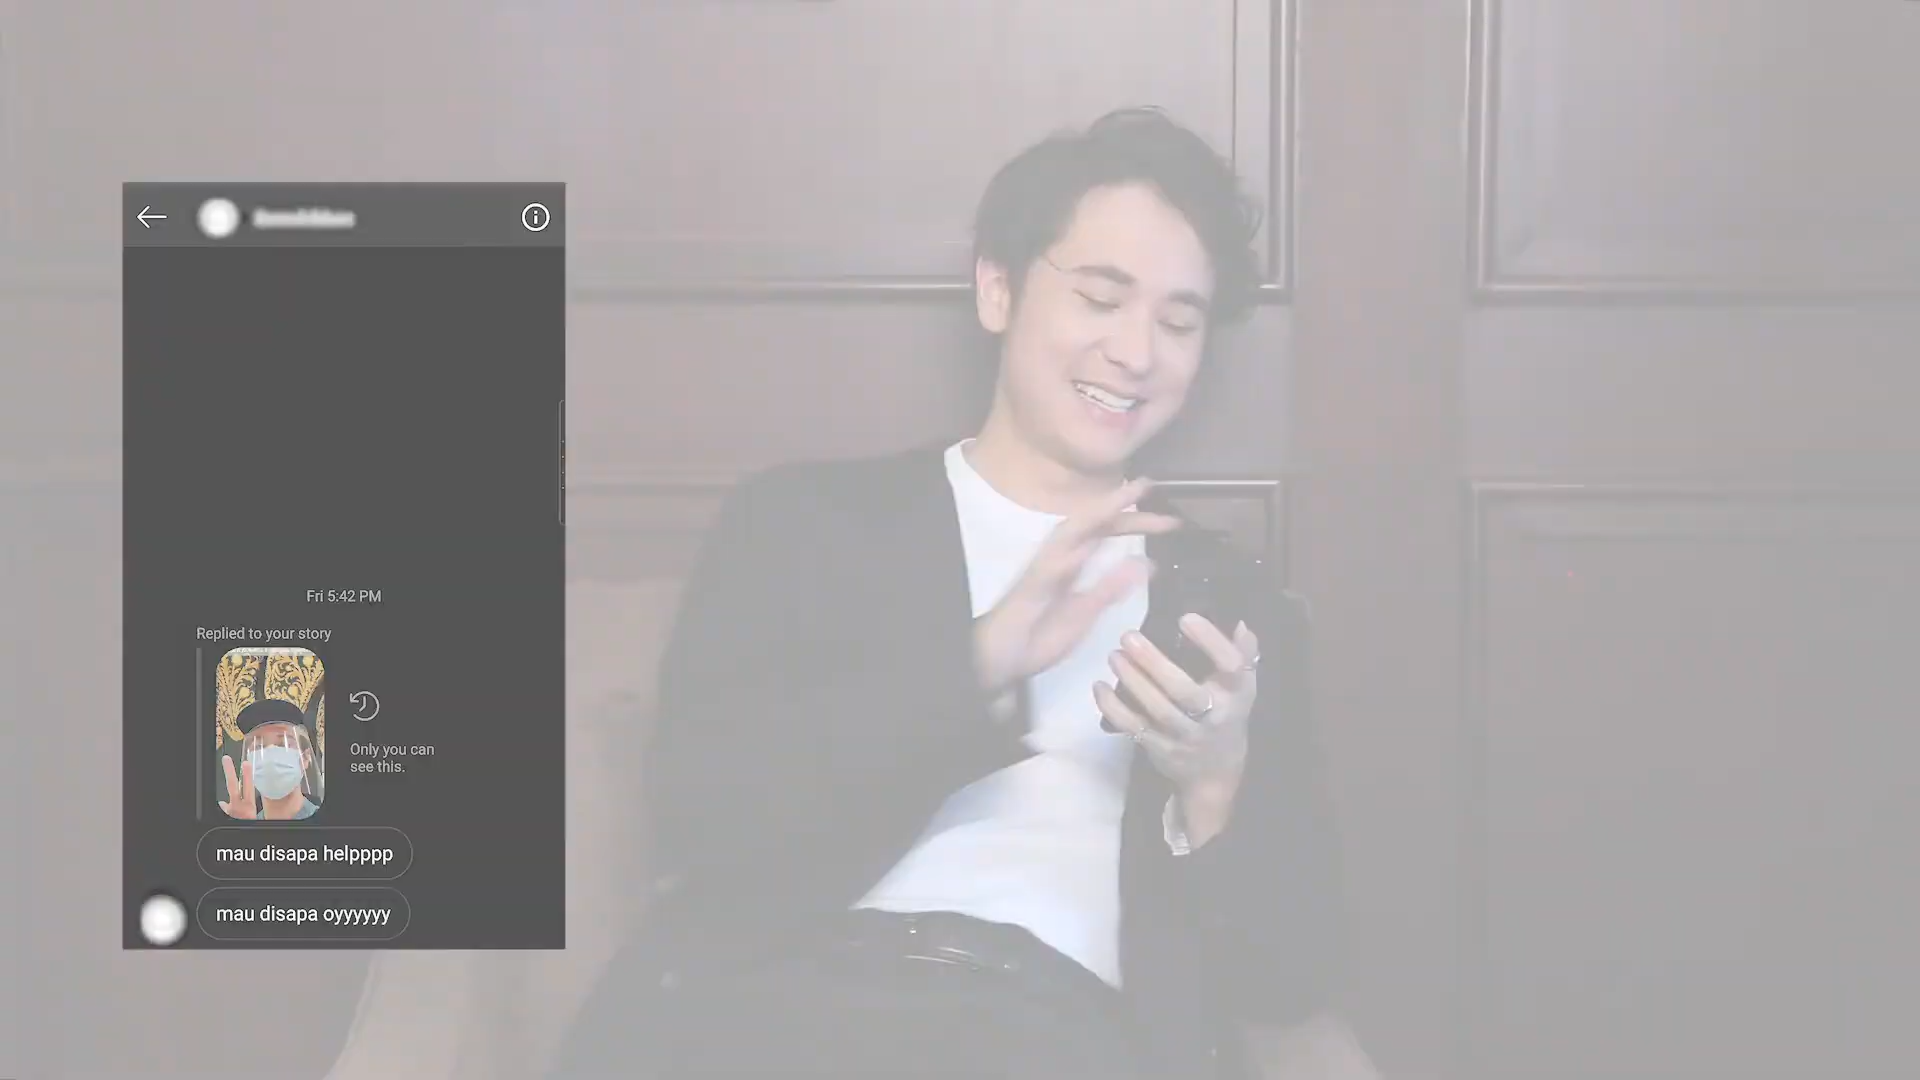 Fri 5:42 PM
Replied to your story
Only you can
see this.
mau disapa helpppp
mau disapa oyyyyyy